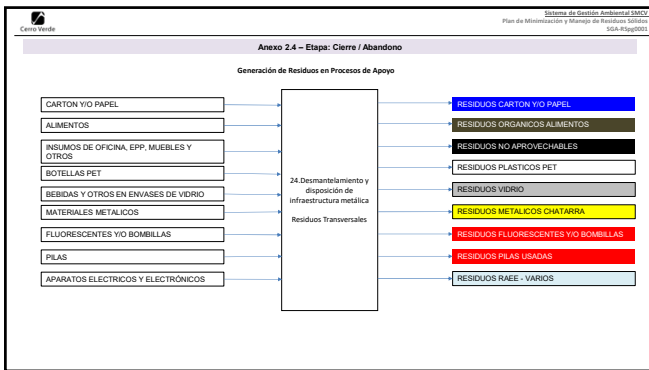 Sistema de Gestión Ambiental SMCV
Plan de Minimización y Manejo de Residuos Sólidos
SGA-RSpg0001
Cerro Verde
Anexo 2.4 – Etapa: Cierre / Abandono
Generación de Residuos en Procesos de Apoyo
CARTON Y/O PAPEL
ALIMENTOS
INSUMOS DE OFICINA, EPP, MUEBLES Y
OTROS
BOTELLAS PET
BEBIDAS Y OTROS EN ENVASES DE VIDRIO
MATERIALES METALICOS
FLUORESCENTES Y/O BOMBILLAS
PILAS
APARATOS ELECTRICOS Y ELECTRÓNICOS
24.Desmantelamiento y
disposición de
infraestructura metálica
Residuos Transversales
RESIDUOS CARTON Y/O PAPEL
RESIDUOS ORGANICOS ALIMENTOS
RESIDUOS NO APROVECHABLES
RESIDUOS PLASTICOS PET
RESIDUOS VIDRIO
RESIDUOS METALICOS CHATARRA
RESIDUOS FLUORESCENTES Y/O BOMBILLAS
RESIDUOS PILAS USADAS
RESIDUOS RAEE - VARIOS